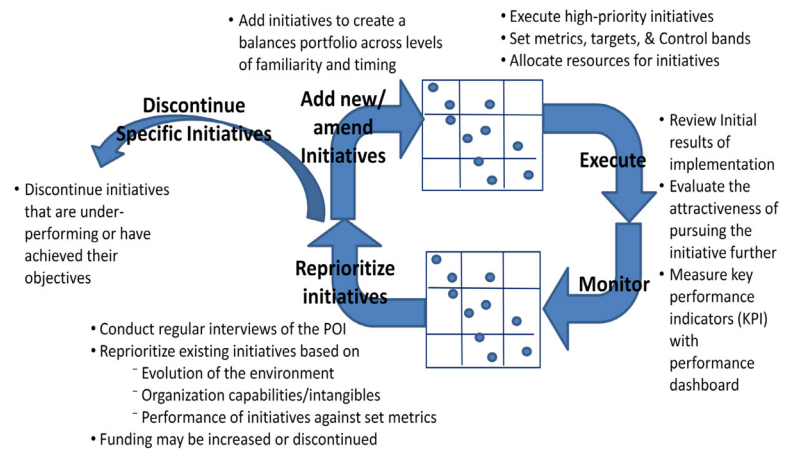 • Add initiatives to create a
balances portfolio across levels
of familiarity and timing
• Execute high-priority initiatives
• Set metrics, targets, & Control bands
• Allocate resources for initiatives
Discontinue
Specific Initiatives
Add new/
amend
Initiatives
Execute
• Review Initial
results of
implementation
• Evaluate the
attractiveness of
pursuing the
initiative further
• Measure key
performance
indicators (KPI)
with
performance
dashboard
• Discontinue initiatives
that are under-
performing or have
achieved their
objectives
Reprioritize
initiatives
Monitor
• Conduct regular interviews of the POI
• Reprioritize existing initiatives based on
⁻ Evolution of the environment
⁻ Organization capabilities/intangibles
⁻ Performance of initiatives against set metrics
• Funding may be increased or discontinued